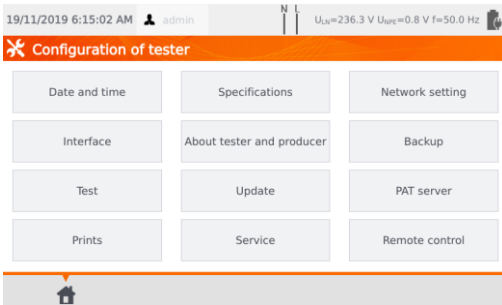 19/11/2019 6:15:02 AM admin N L U_LN=236.3 V U_NPE=0.8 V f=50.0 Hz
Configuration of tester
Date and time Specifications Network setting
Interface About tester and producer Backup
Test Update PAT server
Prints Service Remote control